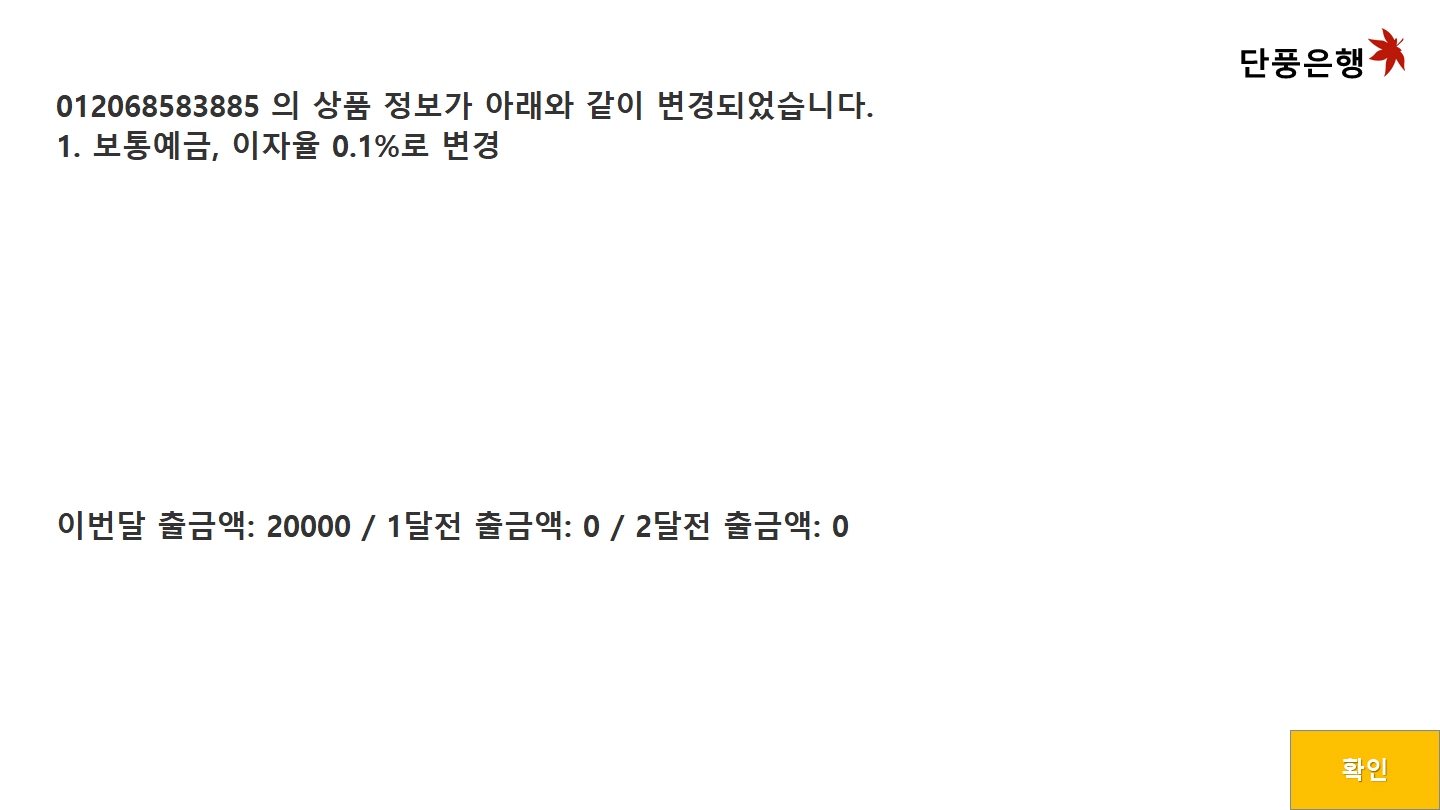 단풍은행
012068583885 의 상품 정보가 아래와 같이 변경되었습니다.
1. 보통예금, 이자율 0.1%로 변경
이번달 출금액: 20000 / 1달전 출금액: 0 / 2달전 출금액: 0
확인